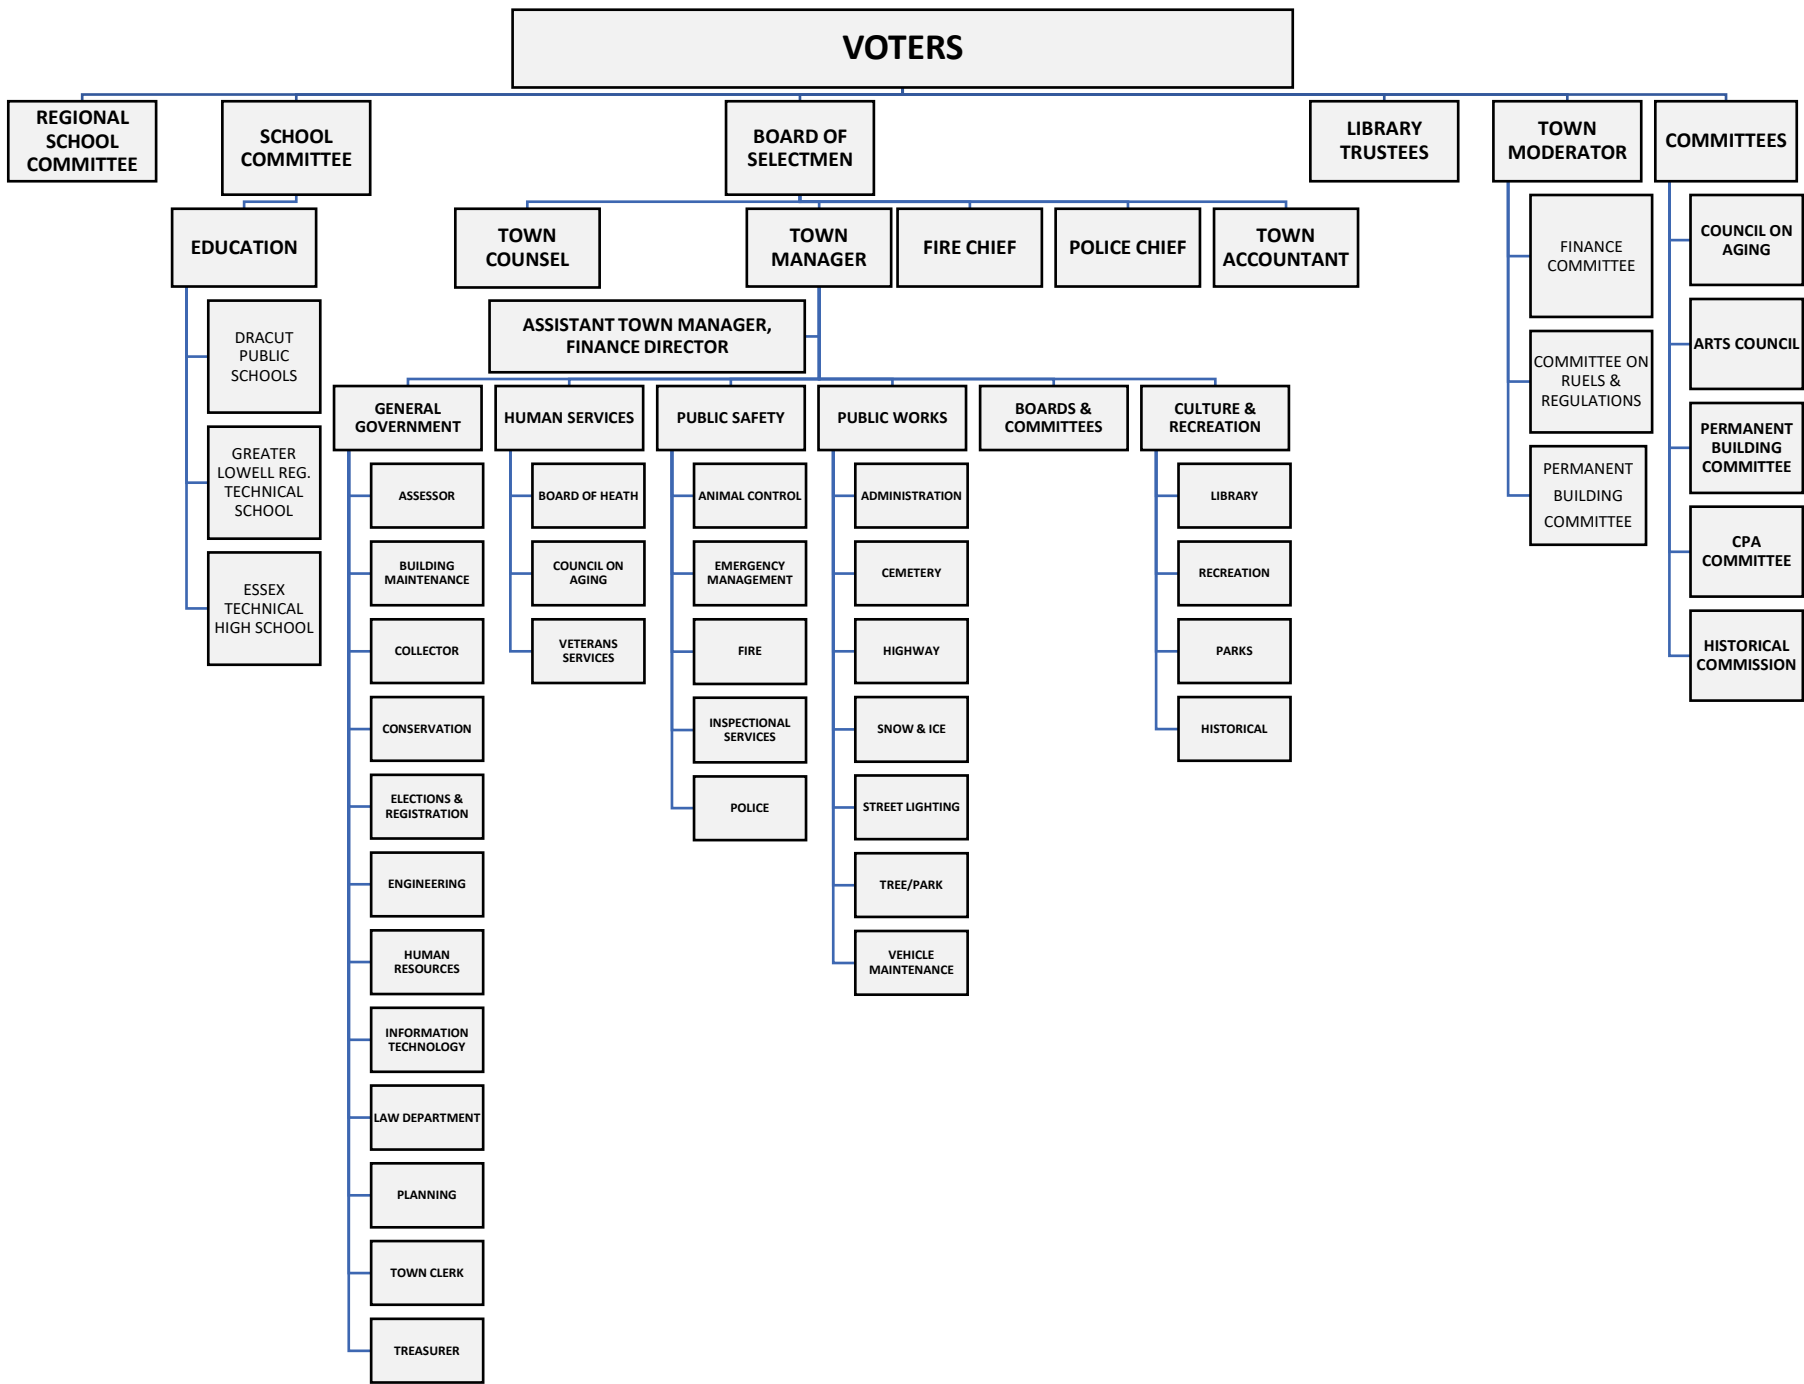 VOTERS
REGIONAL
SCHOOL
COMMITTEE
SCHOOL
COMMITTEE
BOARD OF
SELECTMEN
LIBRARY
TRUSTEES
TOWN
MODERATOR
COMMITTEES
EDUCATION
TOWN
COUNSEL
TOWN
MANAGER
FIRE CHIEF
POLICE CHIEF
TOWN
ACCOUNTANT
DRACUT
PUBLIC
SCHOOLS
GREATER
LOWELL REG.
TECHNICAL
SCHOOL
ESSEX
TECHNICAL
HIGH SCHOOL
ASSISTANT TOWN MANAGER,
FINANCE DIRECTOR
GENERAL
GOVERNMENT
HUMAN SERVICES
PUBLIC SAFETY
PUBLIC WORKS
BOARDS &
COMMITTEES
CULTURE &
RECREATION
ASSESSOR
BUILDING
MAINTENANCE
COLLECTOR
CONSERVATION
ELECTIONS &
REGISTRATION
ENGINEERING
HUMAN
RESOURCES
INFORMATION
TECHNOLOGY
LAW DEPARTMENT
PLANNING
TOWN CLERK
TREASURER
BOARD OF HEATH
COUNCIL ON
AGING
VETERANS
SERVICES
ANIMAL CONTROL
EMERGENCY
MANAGEMENT
FIRE
INSPECTIONAL
SERVICES
POLICE
ADMINISTRATION
CEMETERY
HIGHWAY
SNOW & ICE
STREET LIGHTING
TREE/PARK
VEHICLE
MAINTENANCE
LIBRARY
RECREATION
PARKS
HISTORICAL
FINANCE
COMMITTEE
COMMITTEE ON
RUELS &
REGULATIONS
PERMANENT
BUILDING
COMMITTEE
COUNCIL ON
AGING
ARTS COUNCIL
PERMANENT
BUILDING
COMMITTEE
CPA
COMMITTEE
HISTORICAL
COMMISSION